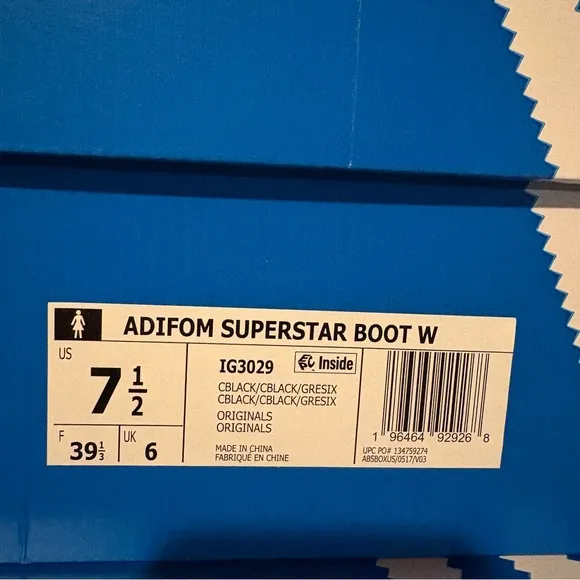 ADIFOM SUPERSTAR BOOT W
US
7 1/2
F
39 1/3
UK
6
IG3029
Inside
CBLACK/CBLACK/GRESIX
CBLACK/CBLACK/GRESIX
ORIGINALS
ORIGINALS
MADE IN CHINA
FABRIQUÉ EN CHINE
1 96464 92926 8
UPC PO# 134759274
ABSBOXUS/0517/V03